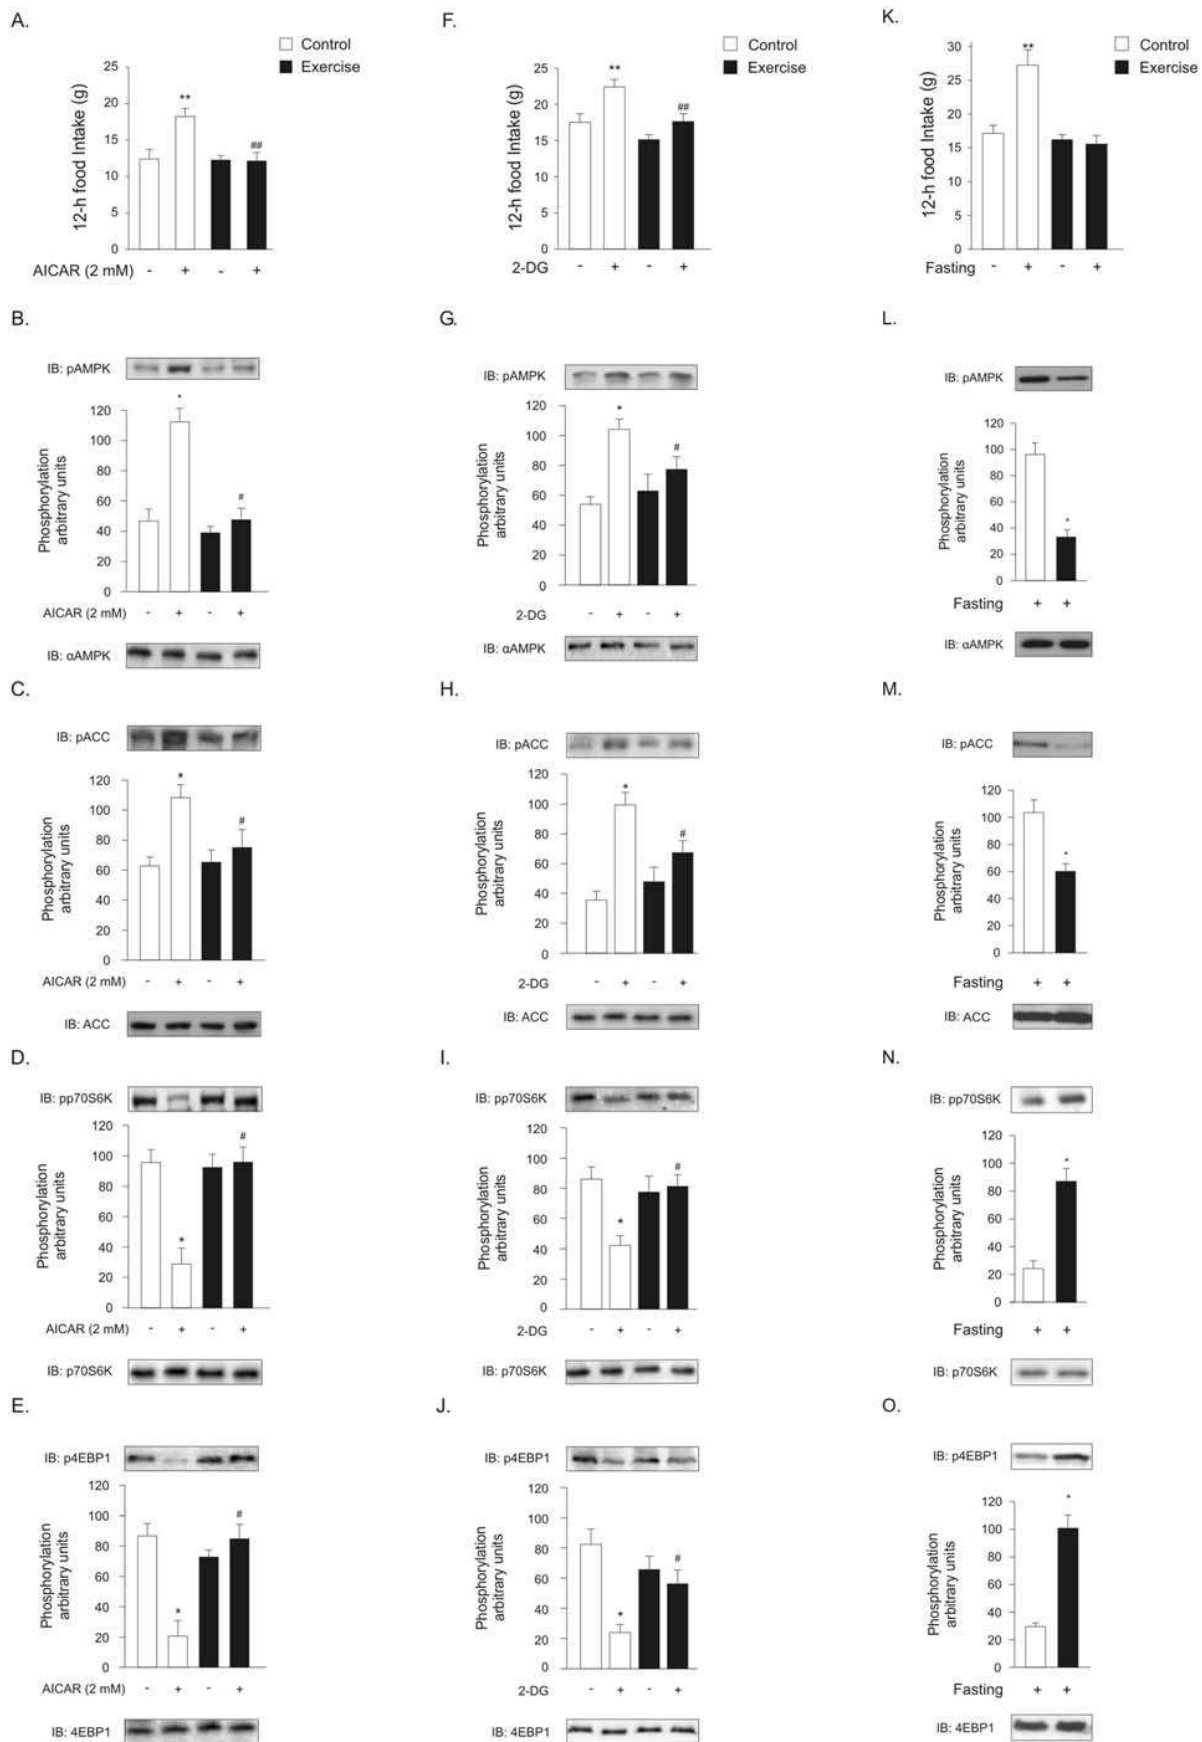 A.
Control
Exercise
12-h food Intake (g)
25
20
15
10
5
0
**
##
AICAR (2 mM) - + - +
B.
IB: pAMPK
Phosphorylation
arbitrary units
120
100
80
60
40
20
0
*
#
AICAR (2 mM) - + - +
IB: αAMPK
C.
IB: pACC
Phosphorylation
arbitrary units
120
100
80
60
40
20
0
*
#
AICAR (2 mM) - + - +
IB: ACC
D.
IB: pp70S6K
Phosphorylation
arbitrary units
120
100
80
60
40
20
0
*
#
AICAR (2 mM) - + - +
IB: p70S6K
E.
IB: p4EBP1
Phosphorylation
arbitrary units
120
100
80
60
40
20
0
*
#
AICAR (2 mM) - + - +
IB: 4EBP1
F.
Control
Exercise
12-h food Intake (g)
25
20
15
10
5
0
**
##
2-DG - + - +
G.
IB: pAMPK
Phosphorylation
arbitrary units
120
100
80
60
40
20
0
*
#
2-DG - + - +
IB: αAMPK
H.
IB: pACC
Phosphorylation
arbitrary units
120
100
80
60
40
20
0
*
#
2-DG - + - +
IB: ACC
I.
IB: pp70S6K
Phosphorylation
arbitrary units
120
100
80
60
40
20
0
*
#
2-DG - + - +
IB: p70S6K
J.
IB: p4EBP1
Phosphorylation
arbitrary units
120
100
80
60
40
20
0
*
#
2-DG - + - +
IB: 4EBP1
K.
Control
Exercise
12-h food Intake (g)
30
25
20
15
10
5
0
**
Fasting - + - +
L.
IB: pAMPK
Phosphorylation
arbitrary units
120
100
80
60
40
20
0
*
Fasting + +
IB: αAMPK
M.
IB: pACC
Phosphorylation
arbitrary units
120
100
80
60
40
20
0
*
Fasting + +
IB: ACC
N.
IB: pp70S6K
Phosphorylation
arbitrary units
120
100
80
60
40
20
0
*
Fasting + +
IB: p70S6K
O.
IB: p4EBP1
Phosphorylation
arbitrary units
120
100
80
60
40
20
0
*
Fasting + +
IB: 4EBP1